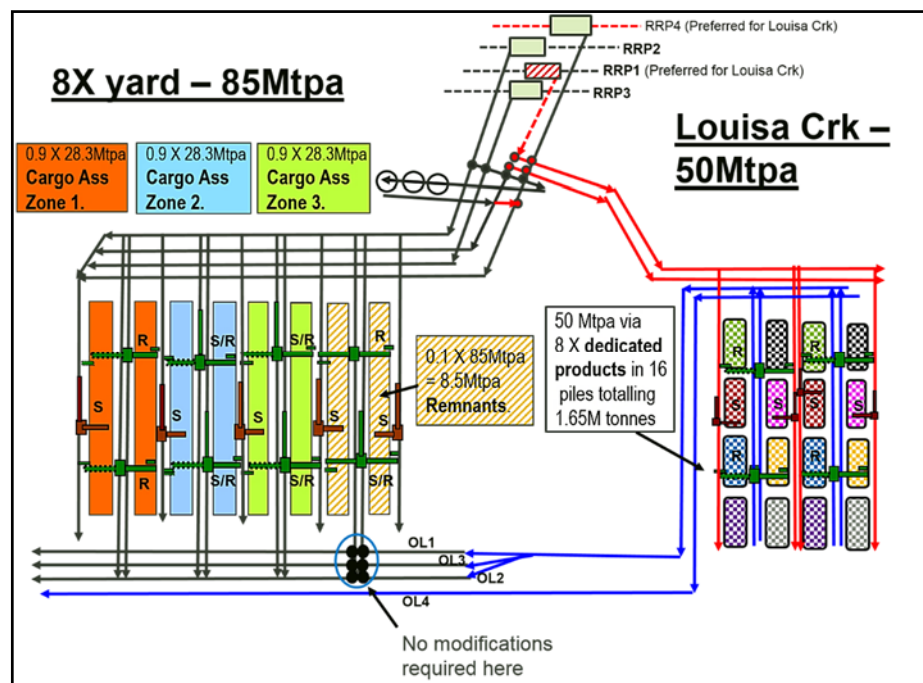 RRP4 (Preferred for Louisa Crk)
RRP2
RRP1 (Preferred for Louisa Crk)
RRP3
8X yard – 85Mtpa
Louisa Crk –
50Mtpa
0.9 X 28.3Mtpa
Cargo Ass
Zone 1.
0.9 X 28.3Mtpa
Cargo Ass
Zone 2.
0.9 X 28.3Mtpa
Cargo Ass
Zone 3.
R
S/R
S/R
R
S
S
S
S
S
R
S/R
S/R
S/R
0.1 X 85Mtpa
= 8.5Mtpa
Remnants.
50 Mtpa via
8 X dedicated
products in 16
piles totalling
1.65M tonnes
R
R
S
S
S
R
R
OL1
OL3
OL2
OL4
No modifications
required here